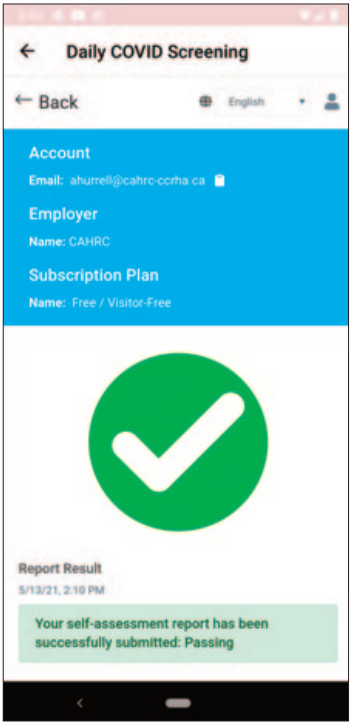 Daily COVID Screening
Back
English
Account
Email: ahurrell@cahrc-ccrha.ca
Employer
Name: CAHRC
Subscription Plan
Name: Free / Visitor-Free
Report Result
5/13/21, 2:10 PM
Your self-assessment report has been
successfully submitted: Passing